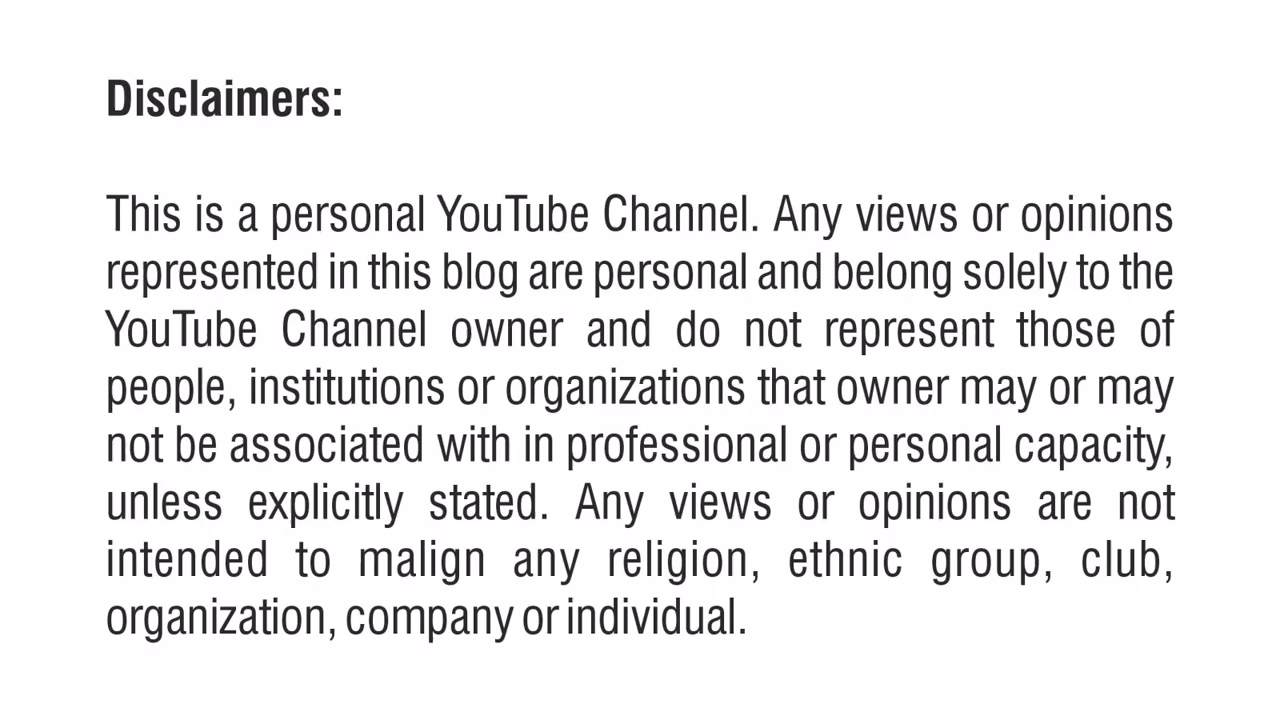 Disclaimers:
This is a personal YouTube Channel. Any views or opinions
represented in this blog are personal and belong solely to the
YouTube Channel owner and do not represent those of
people, institutions or organizations that owner may or may
not be associated with in professional or personal capacity,
unless explicitly stated. Any views or opinions are not
intended to malign any religion, ethnic group, club,
organization, company or individual.